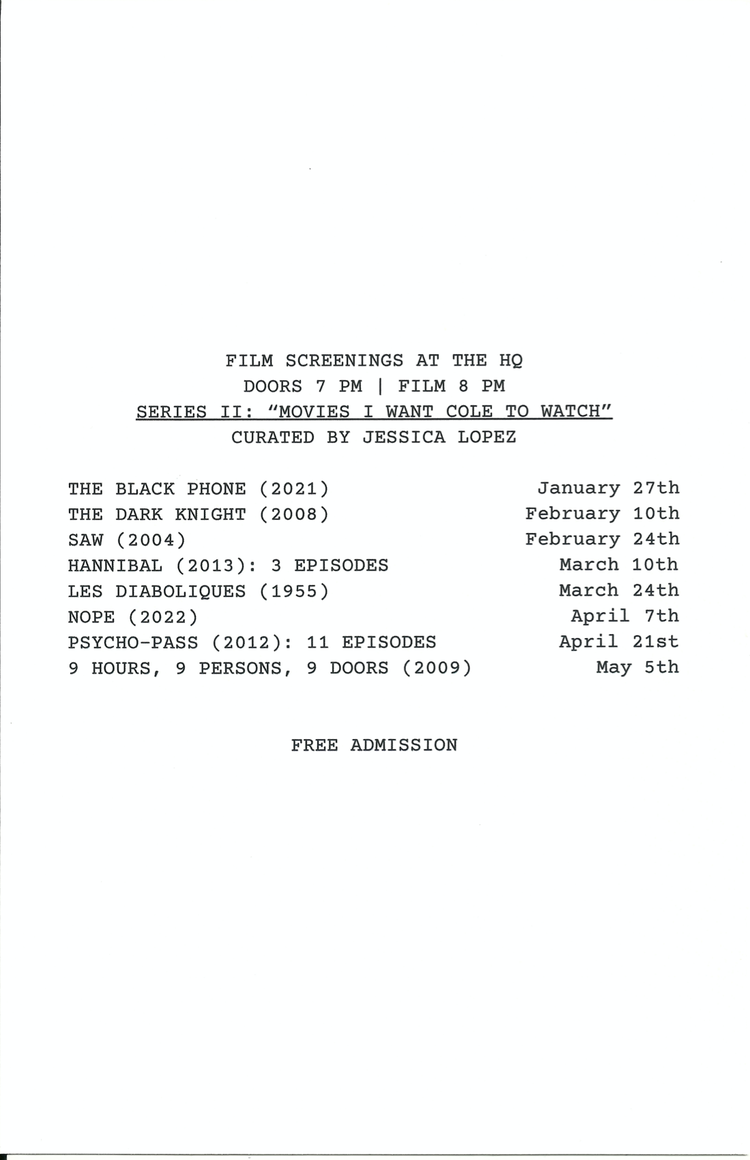 FILM SCREENINGS AT THE HQ
DOORS 7 PM | FILM 8 PM
SERIES II: “MOVIES I WANT COLE TO WATCH”
CURATED BY JESSICA LOPEZ
THE BLACK PHONE (2021) January 27th
THE DARK KNIGHT (2008) February 10th
SAW (2004) February 24th
HANNIBAL (2013): 3 EPISODES March 10th
LES DIABOLIQUES (1955) March 24th
NOPE (2022) April 7th
PSYCHO-PASS (2012): 11 EPISODES April 21st
9 HOURS, 9 PERSONS, 9 DOORS (2009) May 5th
FREE ADMISSION